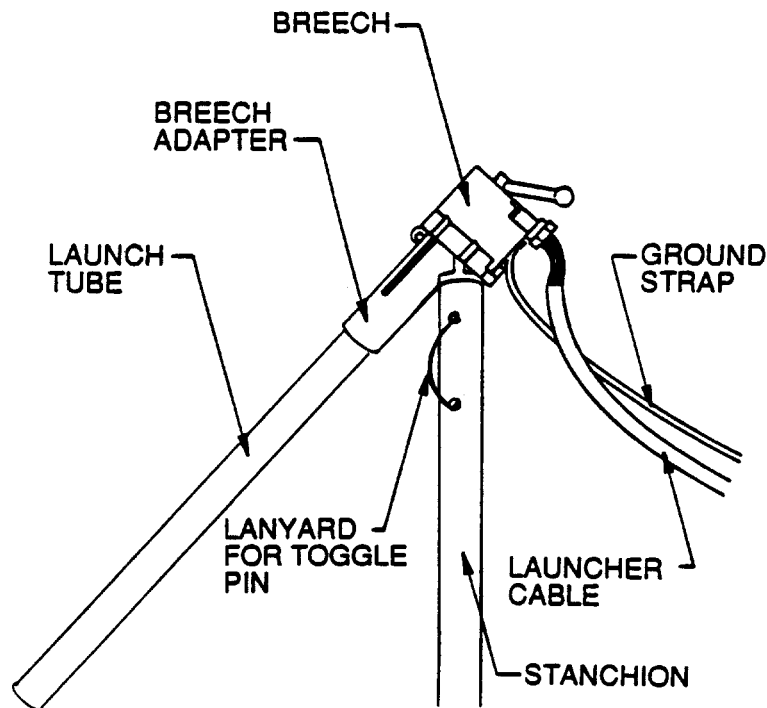 BREECH
BREECH
ADAPTER
LAUNCH
TUBE
GROUND
STRAP
LANYARD
FOR TOGGLE
PIN
LAUNCHER
CABLE
STANCHION